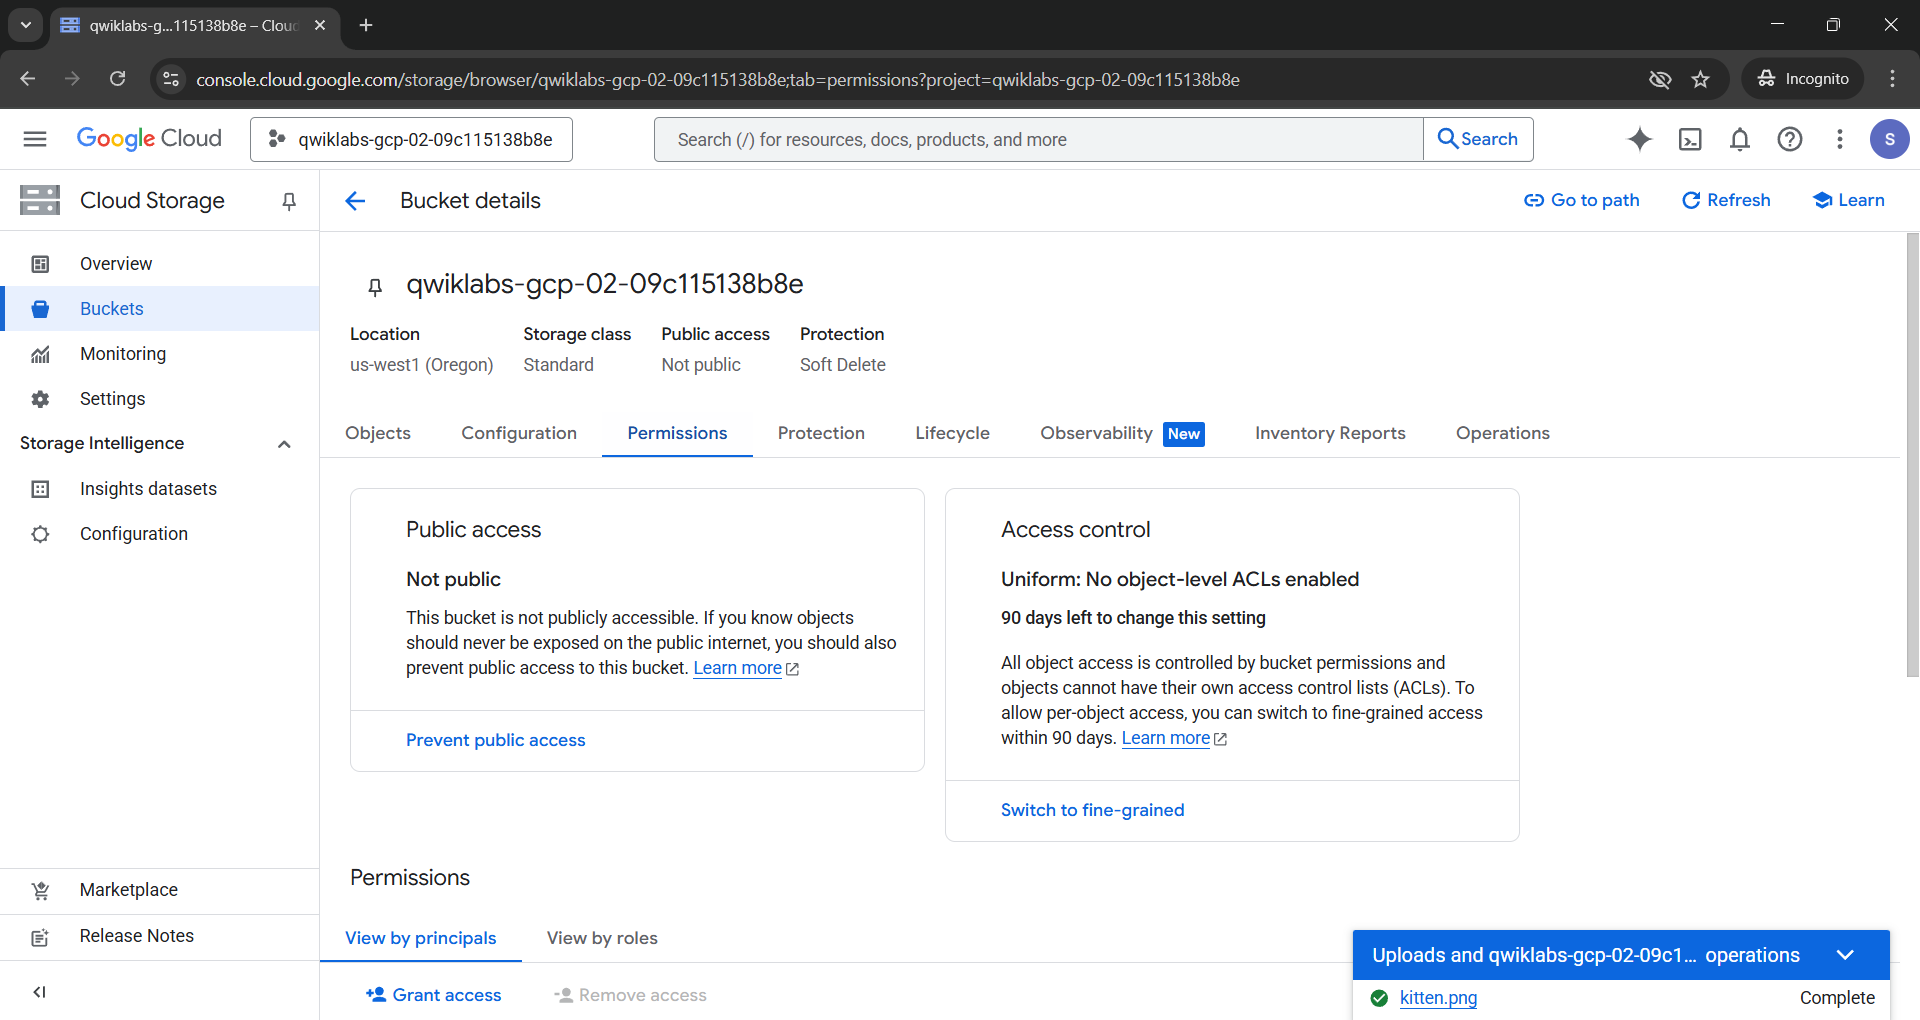 qwiklabs-g...115138b8e – Clou
console.cloud.google.com/storage/browser/qwiklabs-gcp-02-09c115138b8e;tab=permissions?project=qwiklabs-gcp-02-09c115138b8e
Incognito
Google Cloud
qwiklabs-gcp-02-09c115138b8e
Search (/) for resources, docs, products, and more
Search
S
Cloud Storage
Bucket details
Go to path
Refresh
Learn
Overview
Buckets
Monitoring
Settings
Storage Intelligence
Insights datasets
Configuration
Marketplace
Release Notes
qwiklabs-gcp-02-09c115138b8e
Location
Storage class
Public access
Protection
us-west1 (Oregon)
Standard
Not public
Soft Delete
Objects
Configuration
Permissions
Protection
Lifecycle
Observability
New
Inventory Reports
Operations
Public access
Not public
This bucket is not publicly accessible. If you know objects
should never be exposed on the public internet, you should also
prevent public access to this bucket. Learn more
Prevent public access
Access control
Uniform: No object-level ACLs enabled
90 days left to change this setting
All object access is controlled by bucket permissions and
objects cannot have their own access control lists (ACLs). To
allow per-object access, you can switch to fine-grained access
within 90 days. Learn more
Switch to fine-grained
Permissions
View by principals
View by roles
Grant access
Remove access
Uploads and qwiklabs-gcp-02-09c1... operations
kitten.png
Complete